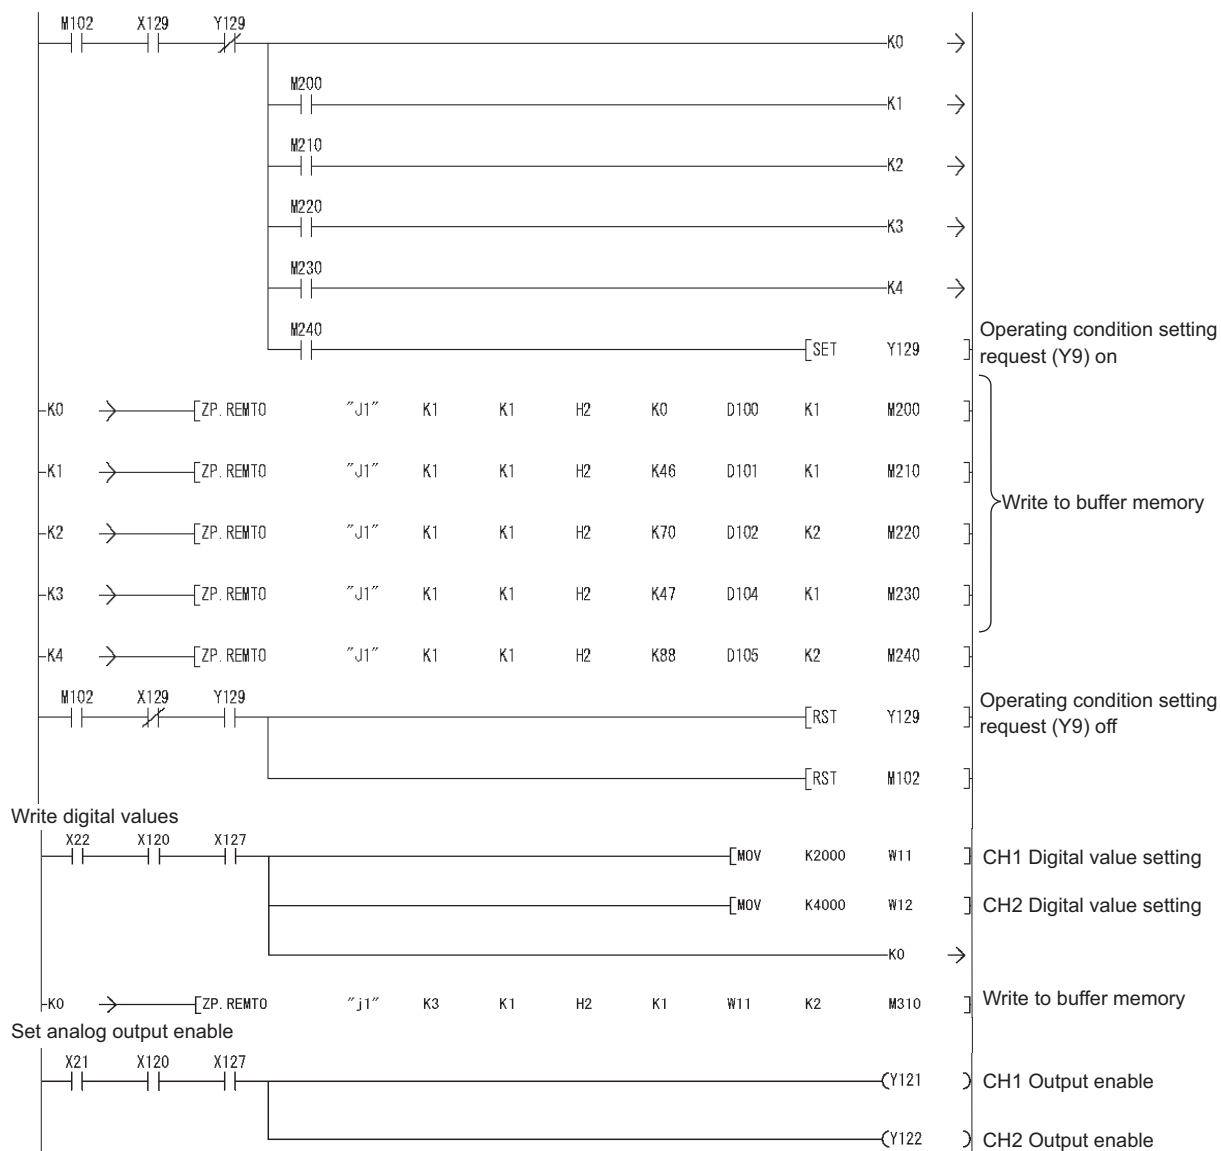 M102 X129 Y129
K0
M200
K1
M210
K2
M220
K3
M230
K4
M240
SET Y129
Operating condition setting
request (Y9) on
K0 ZP.REMTO "J1" K1 K1 H2 K0 D100 K1 M200
K1 ZP.REMTO "J1" K1 K1 H2 K46 D101 K1 M210
Write to buffer memory
K2 ZP.REMTO "J1" K1 K1 H2 K70 D102 K2 M220
K3 ZP.REMTO "J1" K1 K1 H2 K47 D104 K1 M230
K4 ZP.REMTO "J1" K1 K1 H2 K88 D105 K2 M240
M102 X129 Y129
RST Y129
Operating condition setting
request (Y9) off
RST M102
Write digital values
X22 X120 X127
MOV K2000 W11 CH1 Digital value setting
MOV K4000 W12 CH2 Digital value setting
K0
K0 ZP.REMTO "j1" K3 K1 H2 K1 W11 K2 M310 Write to buffer memory
Set analog output enable
X21 X120 X127
Y121 CH1 Output enable
Y122 CH2 Output enable